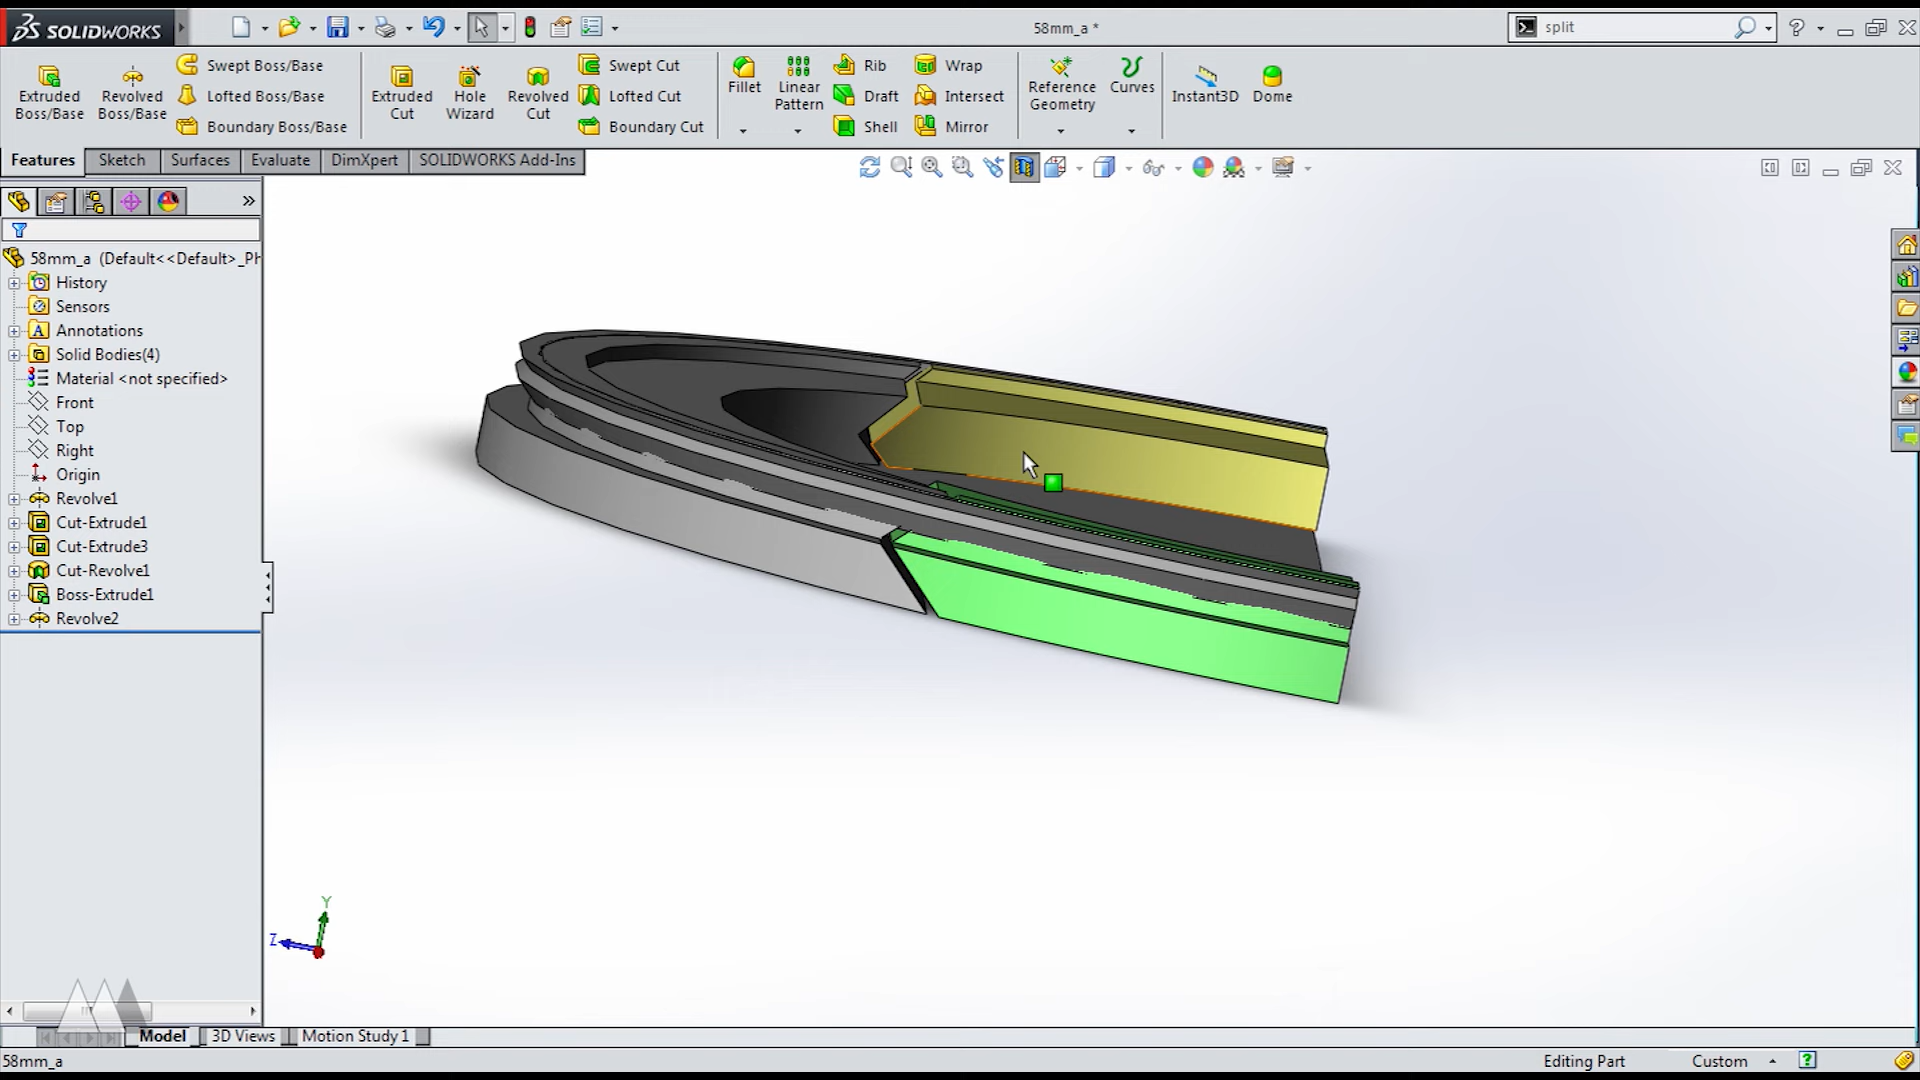 SOLIDWORKS
58mm_a *
split
Extruded Boss/Base
Revolved Boss/Base
Swept Boss/Base
Lofted Boss/Base
Boundary Boss/Base
Extruded Cut
Hole Wizard
Revolved Cut
Swept Cut
Lofted Cut
Boundary Cut
Fillet
Linear Pattern
Rib
Draft
Shell
Wrap
Intersect
Mirror
Reference Geometry
Curves
Instant3D
Dome
Features
Sketch
Surfaces
Evaluate
DimXpert
SOLIDWORKS Add-Ins
58mm_a (Default<<Default>_Ph
History
Sensors
Annotations
Solid Bodies(4)
Material <not specified>
Front
Top
Right
Origin
Revolve1
Cut-Extrude1
Cut-Extrude3
Cut-Revolve1
Boss-Extrude1
Revolve2
Y
Z
Model
3D Views
Motion Study 1
58mm_a
Editing Part
Custom